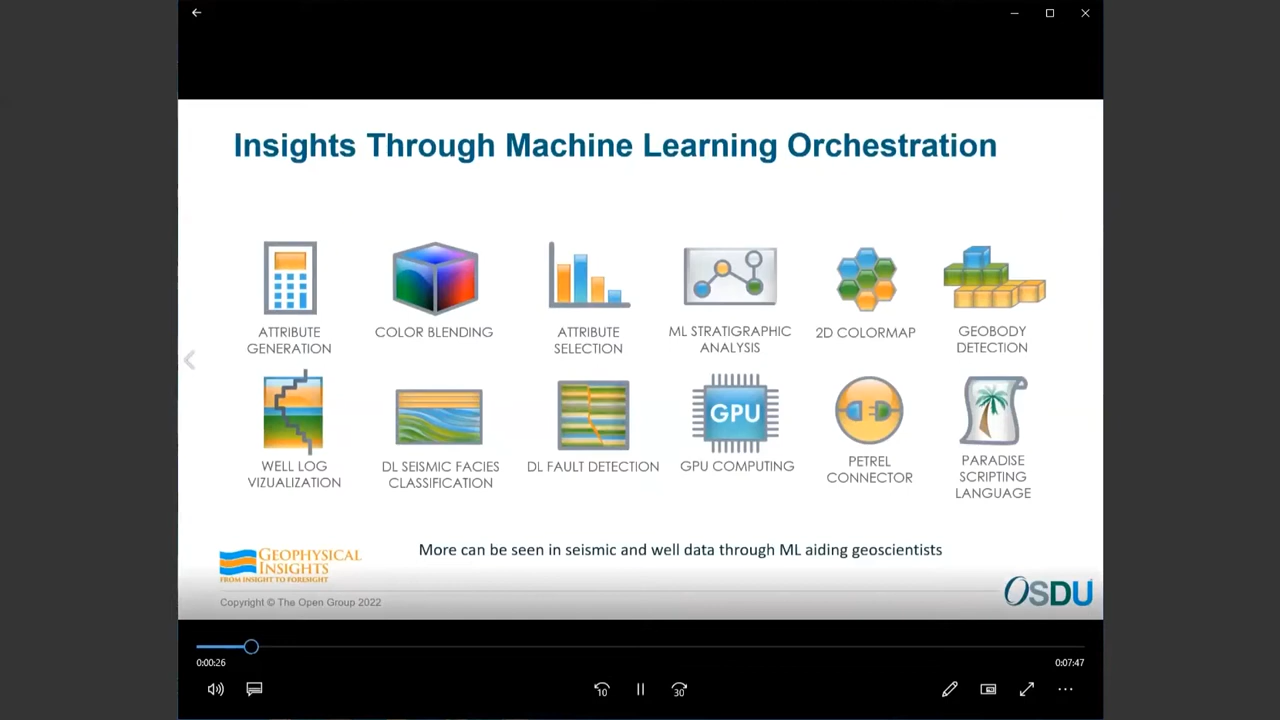 Insights Through Machine Learning Orchestration
ATTRIBUTE
GENERATION
COLOR BLENDING
ATTRIBUTE
SELECTION
ML STRATIGRAPHIC
ANALYSIS
2D COLORMAP
GEOBODY
DETECTION
WELL LOG
VIZUALIZATION
DL SEISMIC FACIES
CLASSIFICATION
DL FAULT DETECTION
GPU
GPU COMPUTING
PETREL
CONNECTOR
PARADISE
SCRIPTING
LANGUAGE
More can be seen in seismic and well data through ML aiding geoscientists
GEOPHYSICAL
INSIGHTS
FROM INSIGHT TO FORESIGHT
Copyright © The Open Group 2022
OSDU
0:00:26
0:07:47
10
30